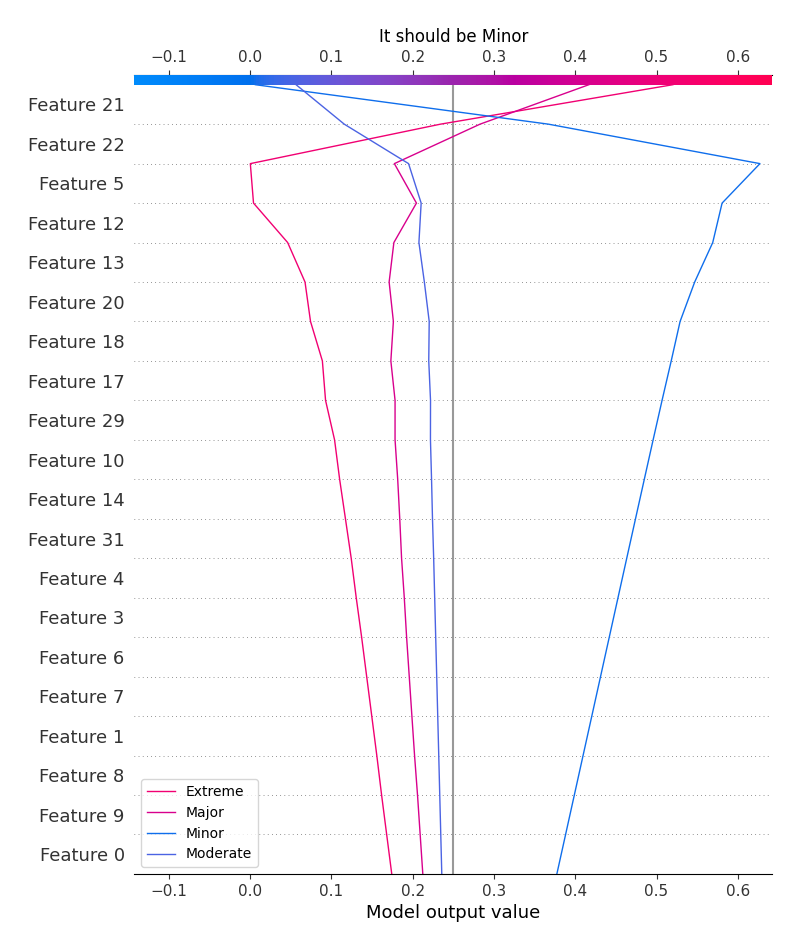 It should be Minor
−0.1 0.0 0.1 0.2 0.3 0.4 0.5 0.6
Feature 21
Feature 22
Feature 5
Feature 12
Feature 13
Feature 20
Feature 18
Feature 17
Feature 29
Feature 10
Feature 14
Feature 31
Feature 4
Feature 3
Feature 6
Feature 7
Feature 1
Feature 8
Feature 9
Feature 0
Extreme
Major
Minor
Moderate
−0.1 0.0 0.1 0.2 0.3 0.4 0.5 0.6
Model output value